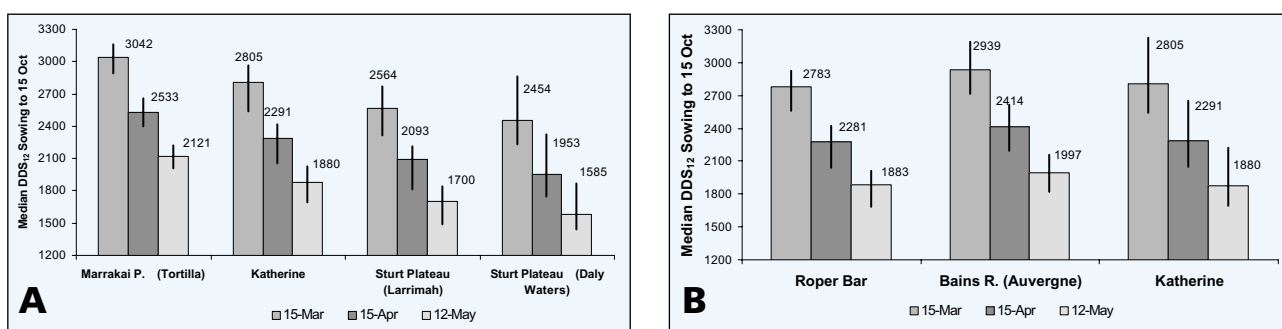 Median DDS12 Sowing to 15 Oct
3300
3000
2700
2400
2100
1800
1500
1200
3042
2533
2121
2805
2291
1880
2564
2093
1700
2454
1953
1585
Marrakai P. (Tortilla)
Katherine
Sturt Plateau
(Larrimah)
Sturt Plateau (Daly
Waters)
A
15-Mar 15-Apr 12-May
Median DDS12 Sowing to 15 Oct
3300
3000
2700
2400
2100
1800
1500
1200
2783
2281
1883
2939
2414
1997
2805
2291
1880
Roper Bar
Bains R. (Auvergne)
Katherine
B
15-Mar 15-Apr 12-May